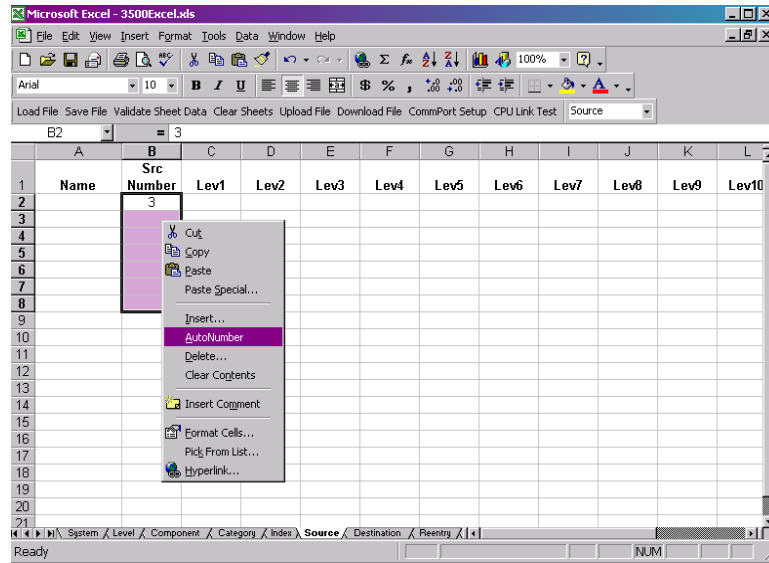 Microsoft Excel - 3500Excel.xls
File Edit View Insert Format Tools Data Window Help
100%
Arial 10 B I U $ % ,
Load File Save File Validate Sheet Data Clear Sheets Upload File Download File CommPort Setup CPU Link Test Source
B2 = 3
A B C D E F G H I J K L
1 Name Src Number Lev1 Lev2 Lev3 Lev4 Lev5 Lev6 Lev7 Lev8 Lev9 Lev10
2 3
3
4
5
6
7
8
9
10
11
12
13
14
15
16
17
18
19
20
21
Cut
Copy
Paste
Paste Special...
Insert...
AutoNumber
Delete...
Clear Contents
Insert Comment
Format Cells...
Pick From List...
Hyperlink...
System Level Component Category Index Source Destination Reentry
Ready NUM